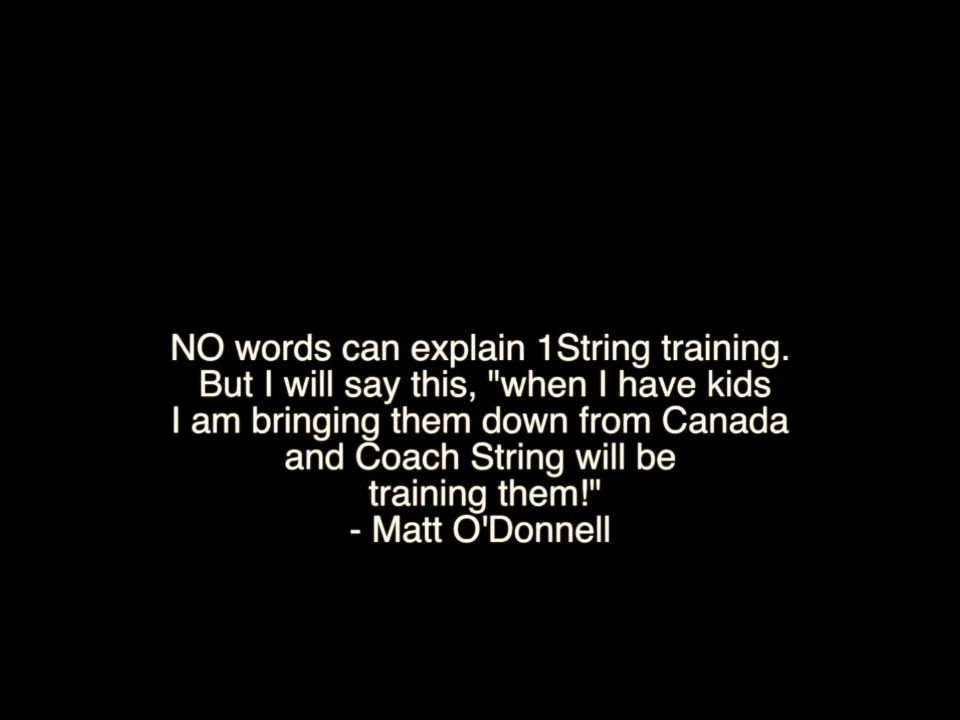 NO words can explain 1String training.
But I will say this, "when I have kids
I am bringing them down from Canada
and Coach String will be
training them!"
- Matt O'Donnell